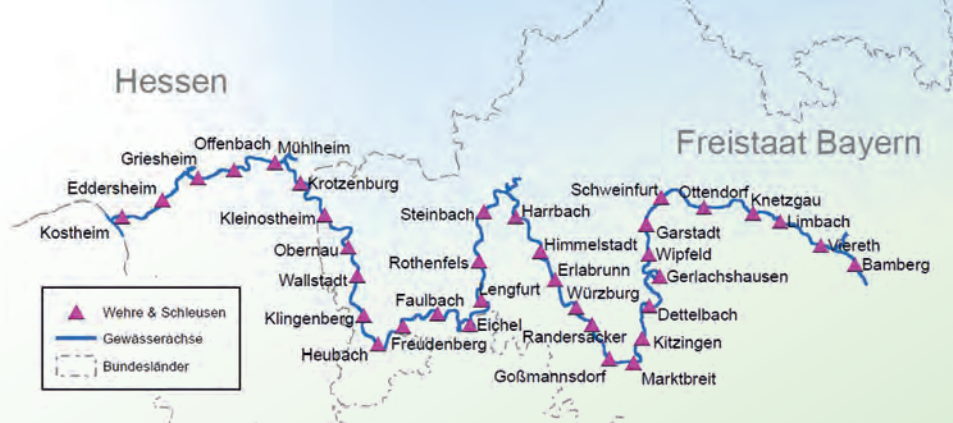 Hessen
Freistaat Bayern
Offenbach
Mühlheim
Griesheim
Krotzenburg
Eddersheim
Kostheim
Kleinostheim
Obernau
Wallstadt
Klingenberg
Heubach
Freudenberg
Faulbach
Eichel
Lengfurt
Rothenfels
Steinbach
Harrbach
Himmelstadt
Erlabrunn
Würzburg
Randersacker
Goßmannsdorf
Marktbreit
Kitzingen
Dettelbach
Gerlachshausen
Wipfeld
Garstadt
Schweinfurt
Ottendorf
Knetzgau
Limbach
Viereth
Bamberg
Wehre & Schleusen
Gewässerachse
Bundesländer